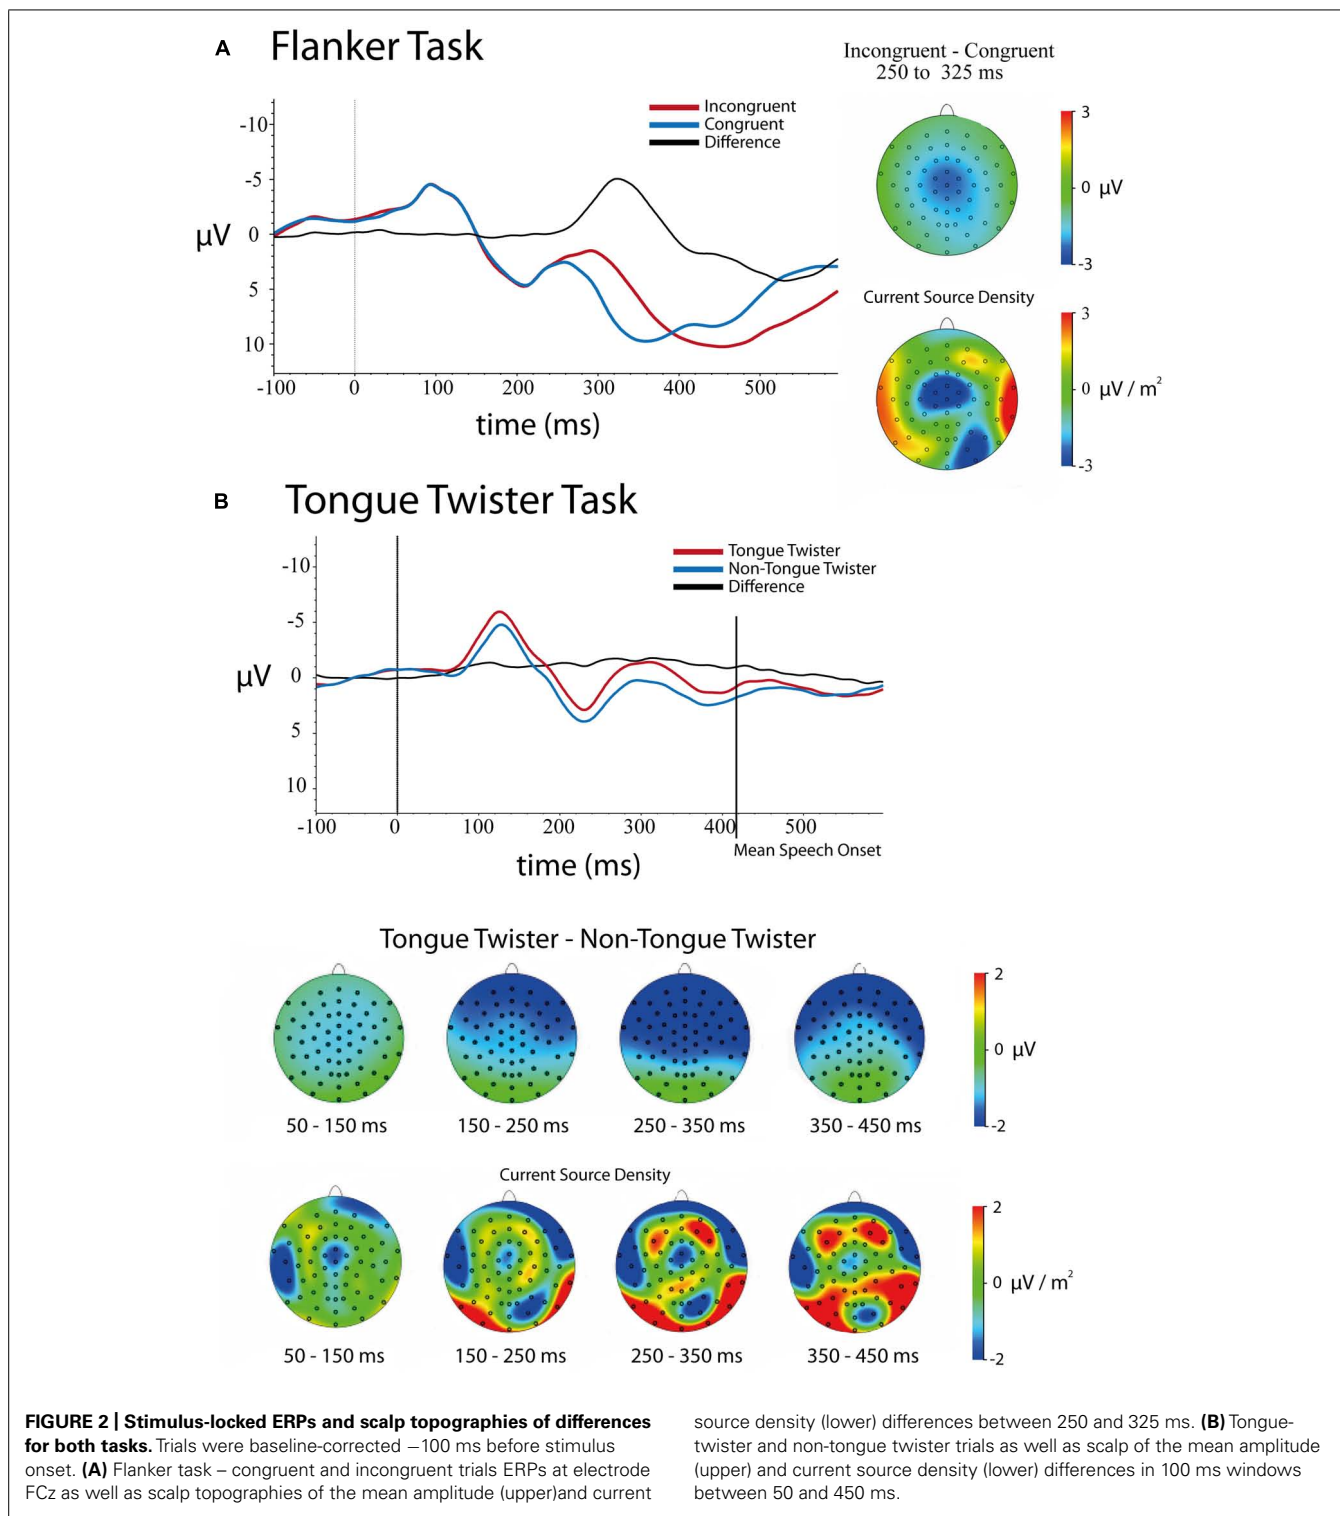 A Flanker Task
Incongruent - Congruent
250 to 325 ms
Incongruent
Congruent
Difference
-10
-5
0
5
10
µV
-100 0 100 200 300 400 500
time (ms)
3
0 µV
-3
Current Source Density
3
0 µV / m²
-3
B Tongue Twister Task
Tongue Twister
Non-Tongue Twister
Difference
-10
-5
0
5
10
µV
-100 0 100 200 300 400 500
Mean Speech Onset
time (ms)
Tongue Twister - Non-Tongue Twister
2
0 µV
-2
50 - 150 ms 150 - 250 ms 250 - 350 ms 350 - 450 ms
Current Source Density
2
0 µV / m²
-2
50 - 150 ms 150 - 250 ms 250 - 350 ms 350 - 450 ms
FIGURE 2 | Stimulus-locked ERPs and scalp topographies of differences
for both tasks. Trials were baseline-corrected −100 ms before stimulus
onset. (A) Flanker task – congruent and incongruent trials ERPs at electrode
FCz as well as scalp topographies of the mean amplitude (upper)and current
source density (lower) differences between 250 and 325 ms. (B) Tongue-
twister and non-tongue twister trials as well as scalp of the mean amplitude
(upper) and current source density (lower) differences in 100 ms windows
between 50 and 450 ms.